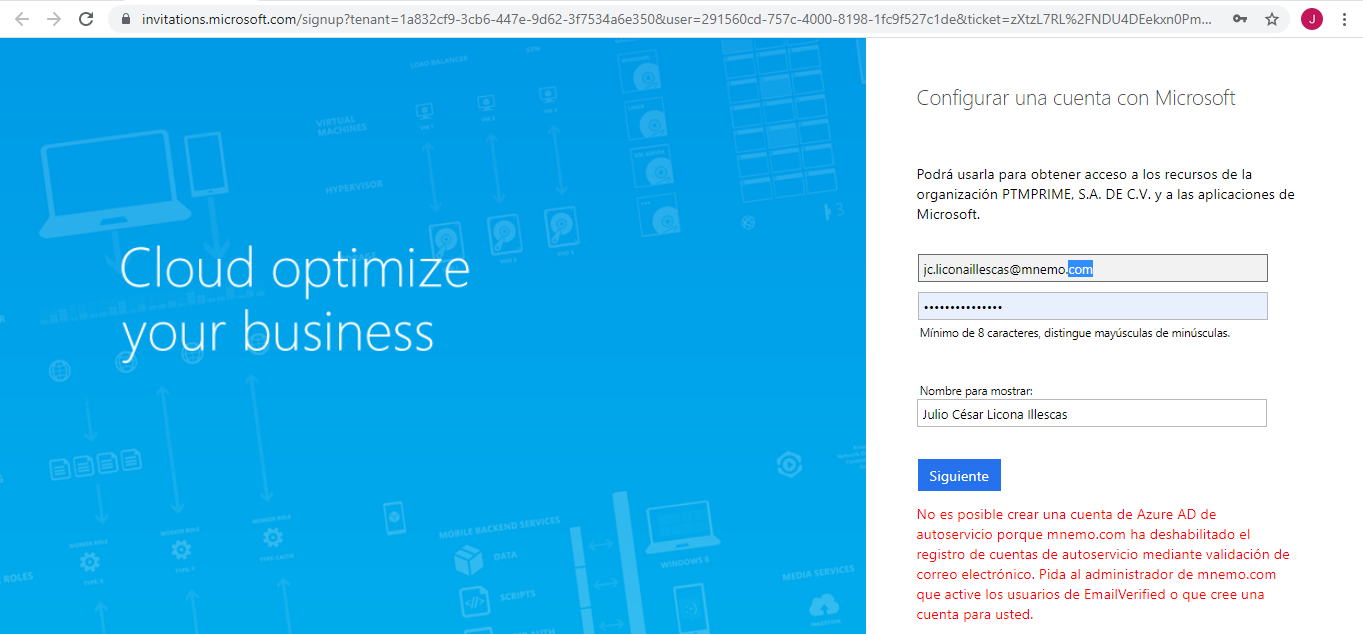 invitations.microsoft.com/signup?tenant=1a832cf9-3cb6-447e-9d62-3f7534a6e350&user=291560cd-757c-4000-8198-1fc9f527c1de&ticket=zXtzL7RL%2FNDU4DEekxn0Pm...
J
LOAD BALANCER
VIRTUAL
MACHINES
HYPERVISOR
Cloud optimize
your business
WORKER ROLE
WORKER ROLE
WORKER ROLE
ROLES
MOBILE BACKEND SERVICES
DATA
SCRIPTS
WINDOWS 8
MEDIA SERVICES
Configurar una cuenta con Microsoft
Podrá usarla para obtener acceso a los recursos de la
organización PTMPRIME, S.A. DE C.V. y a las aplicaciones de
Microsoft.
jc.liconaillescas@mnemo.com
•••••••••••••••
Mínimo de 8 caracteres, distingue mayúsculas de minúsculas.
Nombre para mostrar:
Julio César Licona Illescas
Siguiente
No es posible crear una cuenta de Azure AD de
autoservicio porque mnemo.com ha deshabilitado el
registro de cuentas de autoservicio mediante validación de
correo electrónico. Pida al administrador de mnemo.com
que active los usuarios de EmailVerified o que cree una
cuenta para usted.